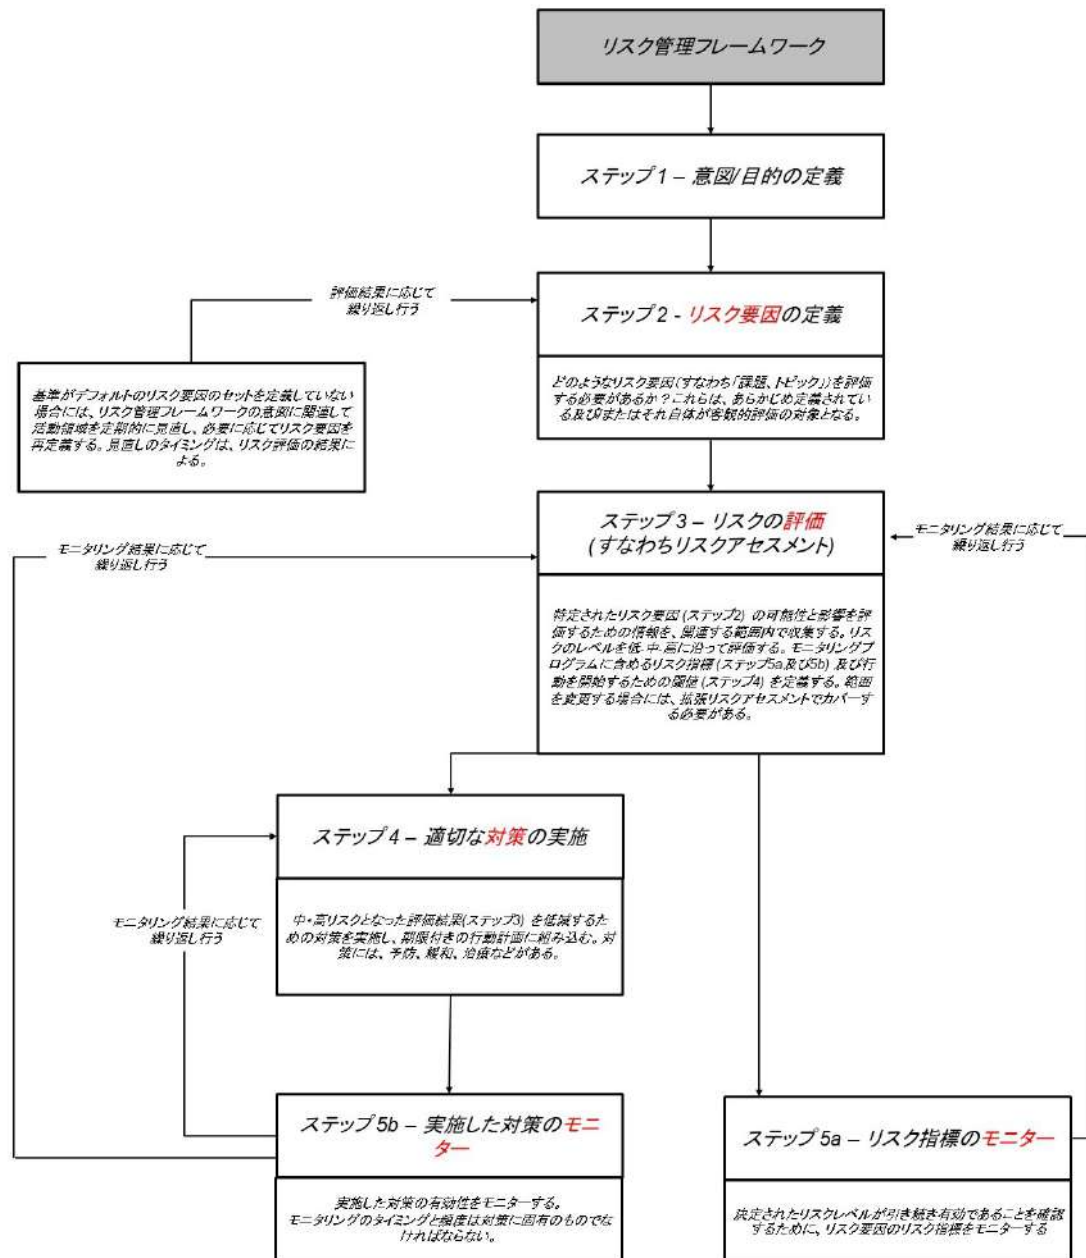 リスク管理フレームワーク
ステップ 1 – 意図/目的の定義
評価結果に応じて
繰り返し行う
ステップ 2 - リスク要因の定義
どのようなリスク要因(すなわち「課題、トピック」)を評価
する必要があるか？これらは、あらかじめ定義されてい
る及び/またはそれ自体が客観的評価の対象となる。
基準がデフォルトのリスク要因のセットを定義していない
場合には、リスク管理フレームワークの意図に関連して
活動領域を定期的に見直し、必要に応じてリスク要因を
再定義する。見直しのタイミングは、リスク評価の結果に
よる。
ステップ 3 – リスクの評価
(すなわちリスクアセスメント)
モニタリング結果に応じて
繰り返し行う
モニタリング結果に応じて
繰り返し行う
特定されたリスク要因 (ステップ2) の可能性と影響を評
価するための情報を、関連する範囲内で収集する。リス
クのレベルを低-中-高に沿って評価する。モニタリングプ
ログラムに含めるリスク指標 (ステップ5a及び5b) 及び行
動を開始するための閾値 (ステップ4) を定義する。範囲
を変更する場合には、拡張リスクアセスメントでカバーす
る必要がある。
ステップ 4 – 適切な対策の実施
モニタリング結果に応じて
繰り返し行う
中・高リスクとなった評価結果(ステップ3) を低減するた
めの対策を実施し、期限付きの行動計画に組み込む。対
策には、予防、緩和、治療などがある。
ステップ 5b – 実施した対策のモニ
ター
実施した対策の有効性をモニターする。
モニタリングのタイミングと頻度は対策に固有のものでな
ければならない。
ステップ 5a – リスク指標のモニター
決定されたリスクレベルが引き続き有効であることを確認
するために、リスク要因のリスク指標をモニターする